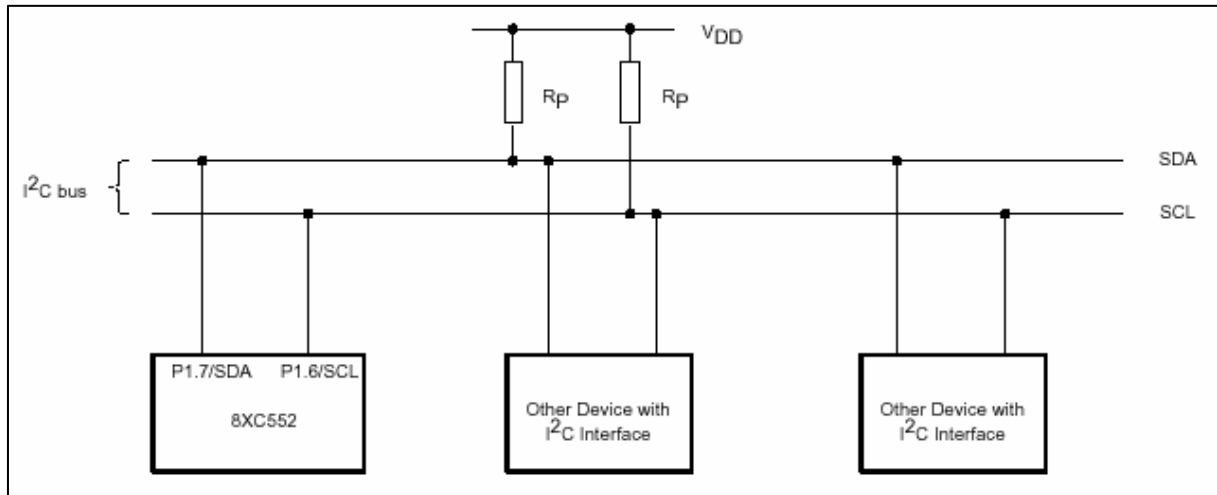 VDD
RP
RP
SDA
I2C bus
SCL
P1.7/SDA P1.6/SCL
8XC552
Other Device with
I2C Interface
Other Device with
I2C Interface